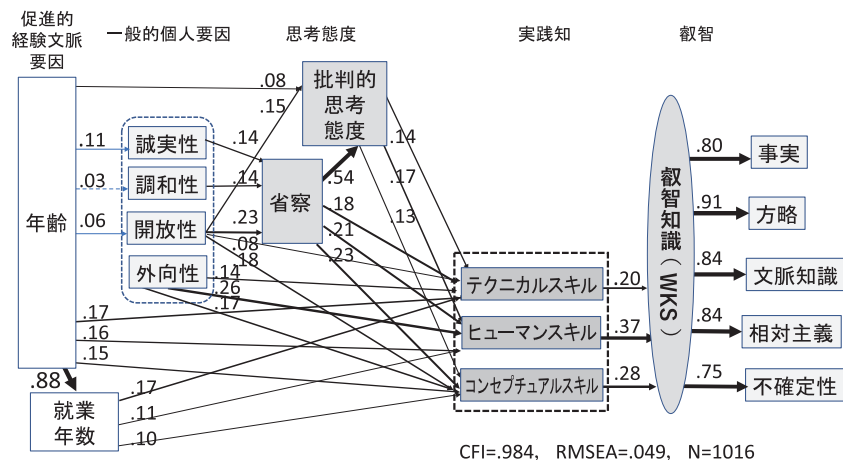 促進的
経験文脈
要因
一般的個人要因
思考態度
実践知
叡智
年齢
.11
.03
.06
誠実性
調和性
開放性
外向性
.08
.15
.14
.14
.23
.08
.18
.14
.26
.17
批判的
思考
態度
省察
.54
.14
.17
.13
.18
.21
.23
.17
.16
.15
.88
就業
年数
.17
.11
.10
テクニカルスキル
ヒューマンスキル
コンセプチュアルスキル
.20
.37
.28
叡智知識(WKS)
.80
事実
.91
方略
.84
文脈知識
.84
相対主義
.75
不確定性
CFI=.984, RMSEA=.049, N=1016